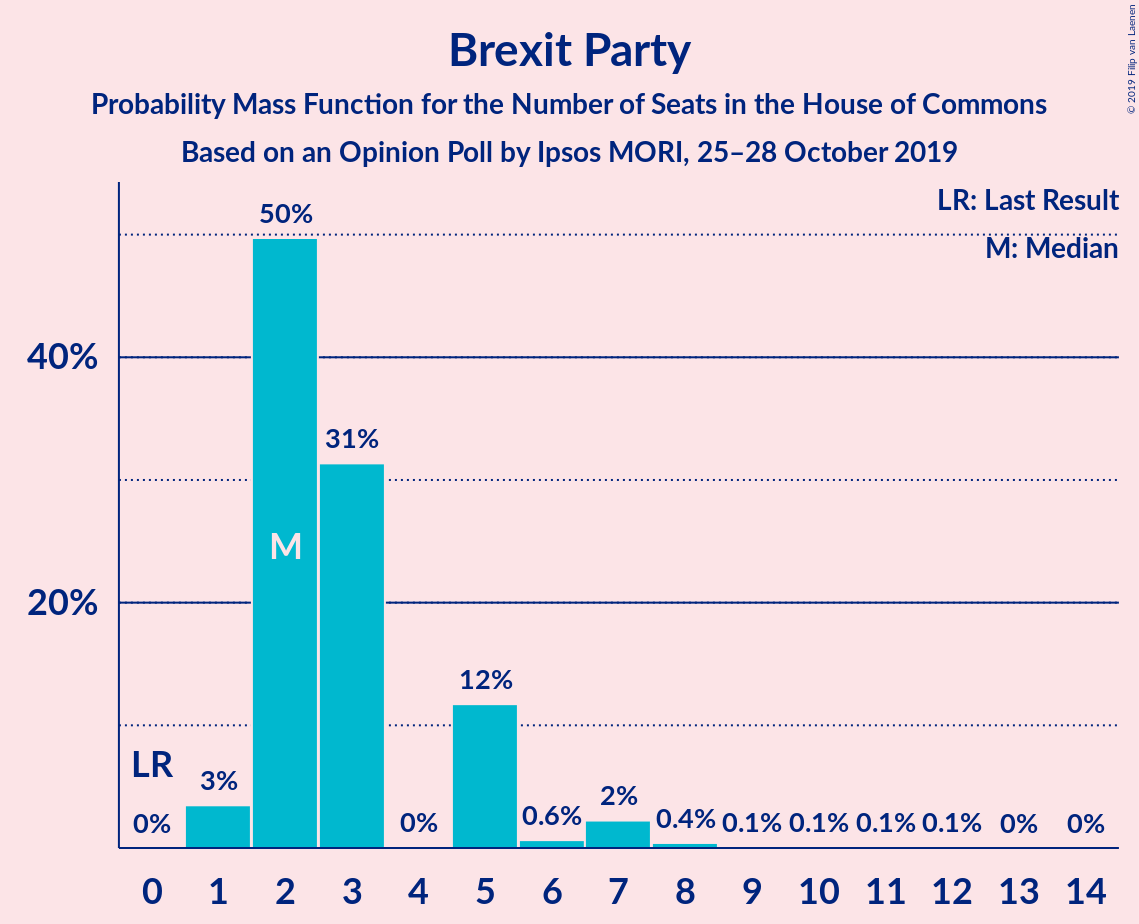 Brexit Party
Probability Mass Function for the Number of Seats in the House of Commons
Based on an Opinion Poll by Ipsos MORI, 25–28 October 2019
© 2019 Filip van Laenen
LR: Last Result
M: Median
50%
40%
31%
M
20%
12%
LR
3%
0%
0%
0.6%
2%
0.4%
0.1%
0.1%
0.1%
0.1%
0%
0%
0 1 2 3 4 5 6 7 8 9 10 11 12 13 14